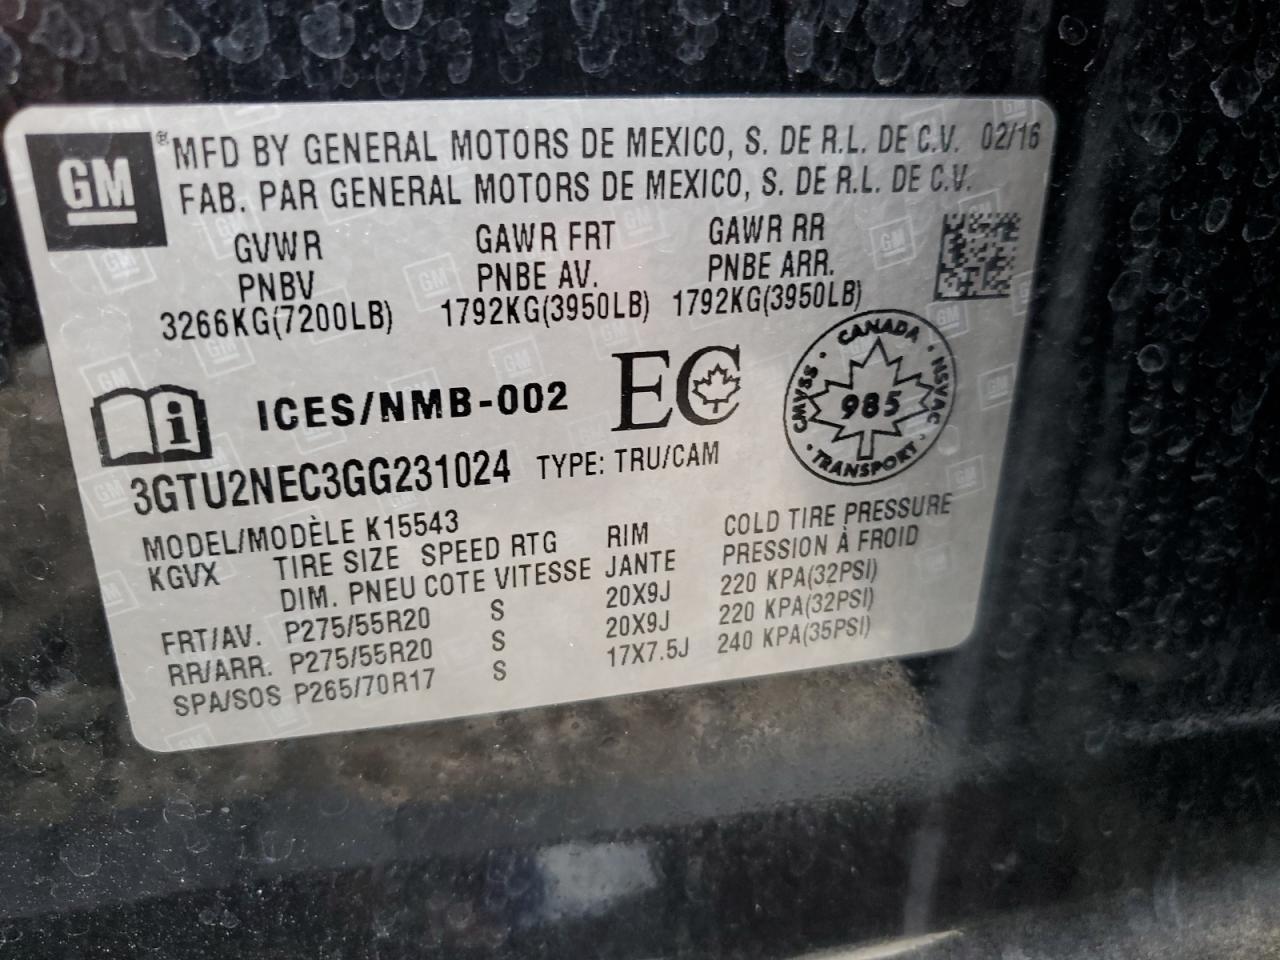 GM
® MFD BY GENERAL MOTORS DE MEXICO, S. DE R.L. DE C.V. 02/16
FAB. PAR GENERAL MOTORS DE MEXICO, S. DE R.L. DE C.V.
GVWR GAWR FRT GAWR RR
PNBV PNBE AV. PNBE ARR.
3266KG(7200LB) 1792KG(3950LB) 1792KG(3950LB)
i ICES/NMB-002 EC
CANADA
CMVSS · 985 · NSVAC
· TRANSPORT ·
3GTU2NEC3GG231024 TYPE: TRU/CAM
MODEL/MODÈLE K15543
KGVX TIRE SIZE SPEED RTG RIM COLD TIRE PRESSURE
DIM. PNEU COTE VITESSE JANTE PRESSION À FROID
FRT/AV. P275/55R20 S 20X9J 220 KPA(32PSI)
RR/ARR. P275/55R20 S 20X9J 220 KPA(32PSI)
SPA/SOS P265/70R17 S 17X7.5J 240 KPA(35PSI)